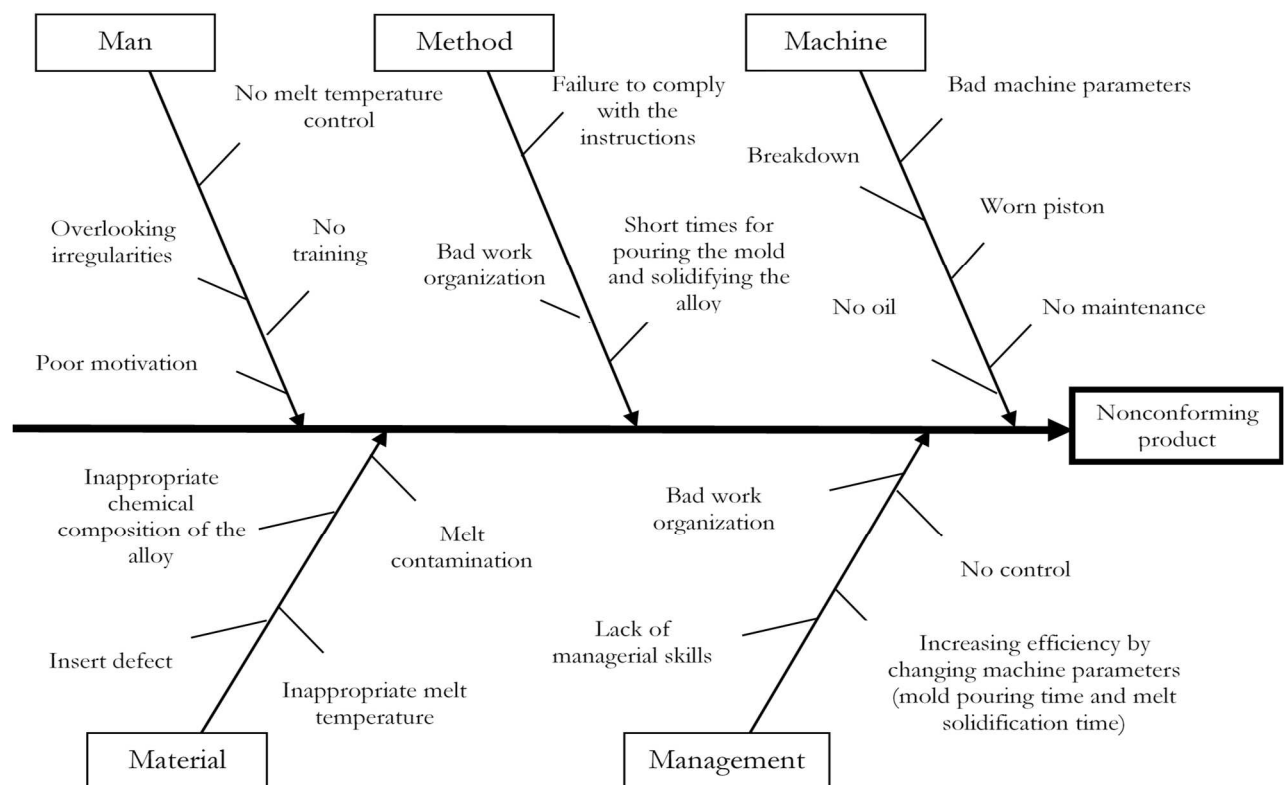 Man
Method
Machine
No melt temperature
control
Overlooking
irregularities
No
training
Poor motivation
Failure to comply
with the
instructions
Bad work
organization
Short times for
pouring the mold
and solidifying the
alloy
Bad machine parameters
Breakdown
Worn piston
No oil
No maintenance
Nonconforming
product
Inappropriate
chemical
composition of the
alloy
Melt
contamination
Insert defect
Inappropriate melt
temperature
Material
Bad work
organization
No control
Lack of
managerial skills
Increasing efficiency by
changing machine parameters
(mold pouring time and melt
solidification time)
Management